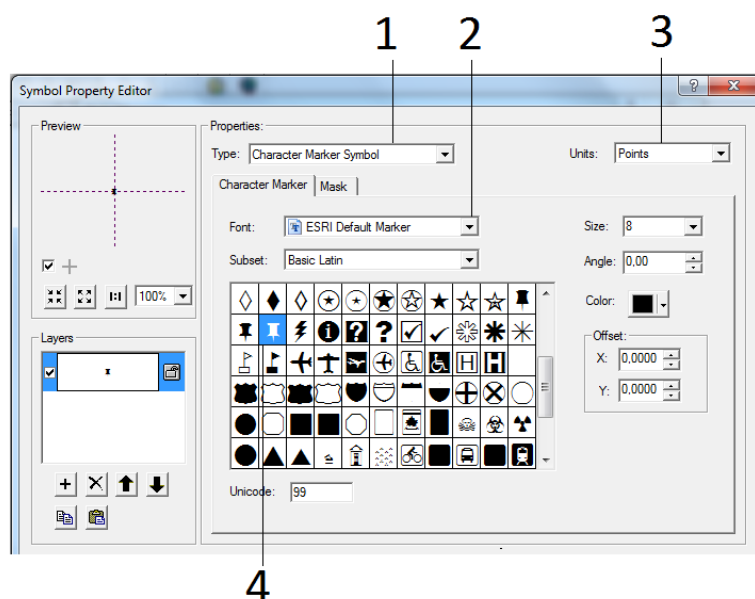 1 2 3
Symbol Property Editor
Preview
Properties:
Type: Character Marker Symbol
Units: Points
Character Marker Mask
Font: ESRI Default Marker
Size: 8
Subset: Basic Latin
Angle: 0,00
Color:
1:1 100%
Offset:
X: 0,0000
Y: 0,0000
Layers
Unicode: 99
4